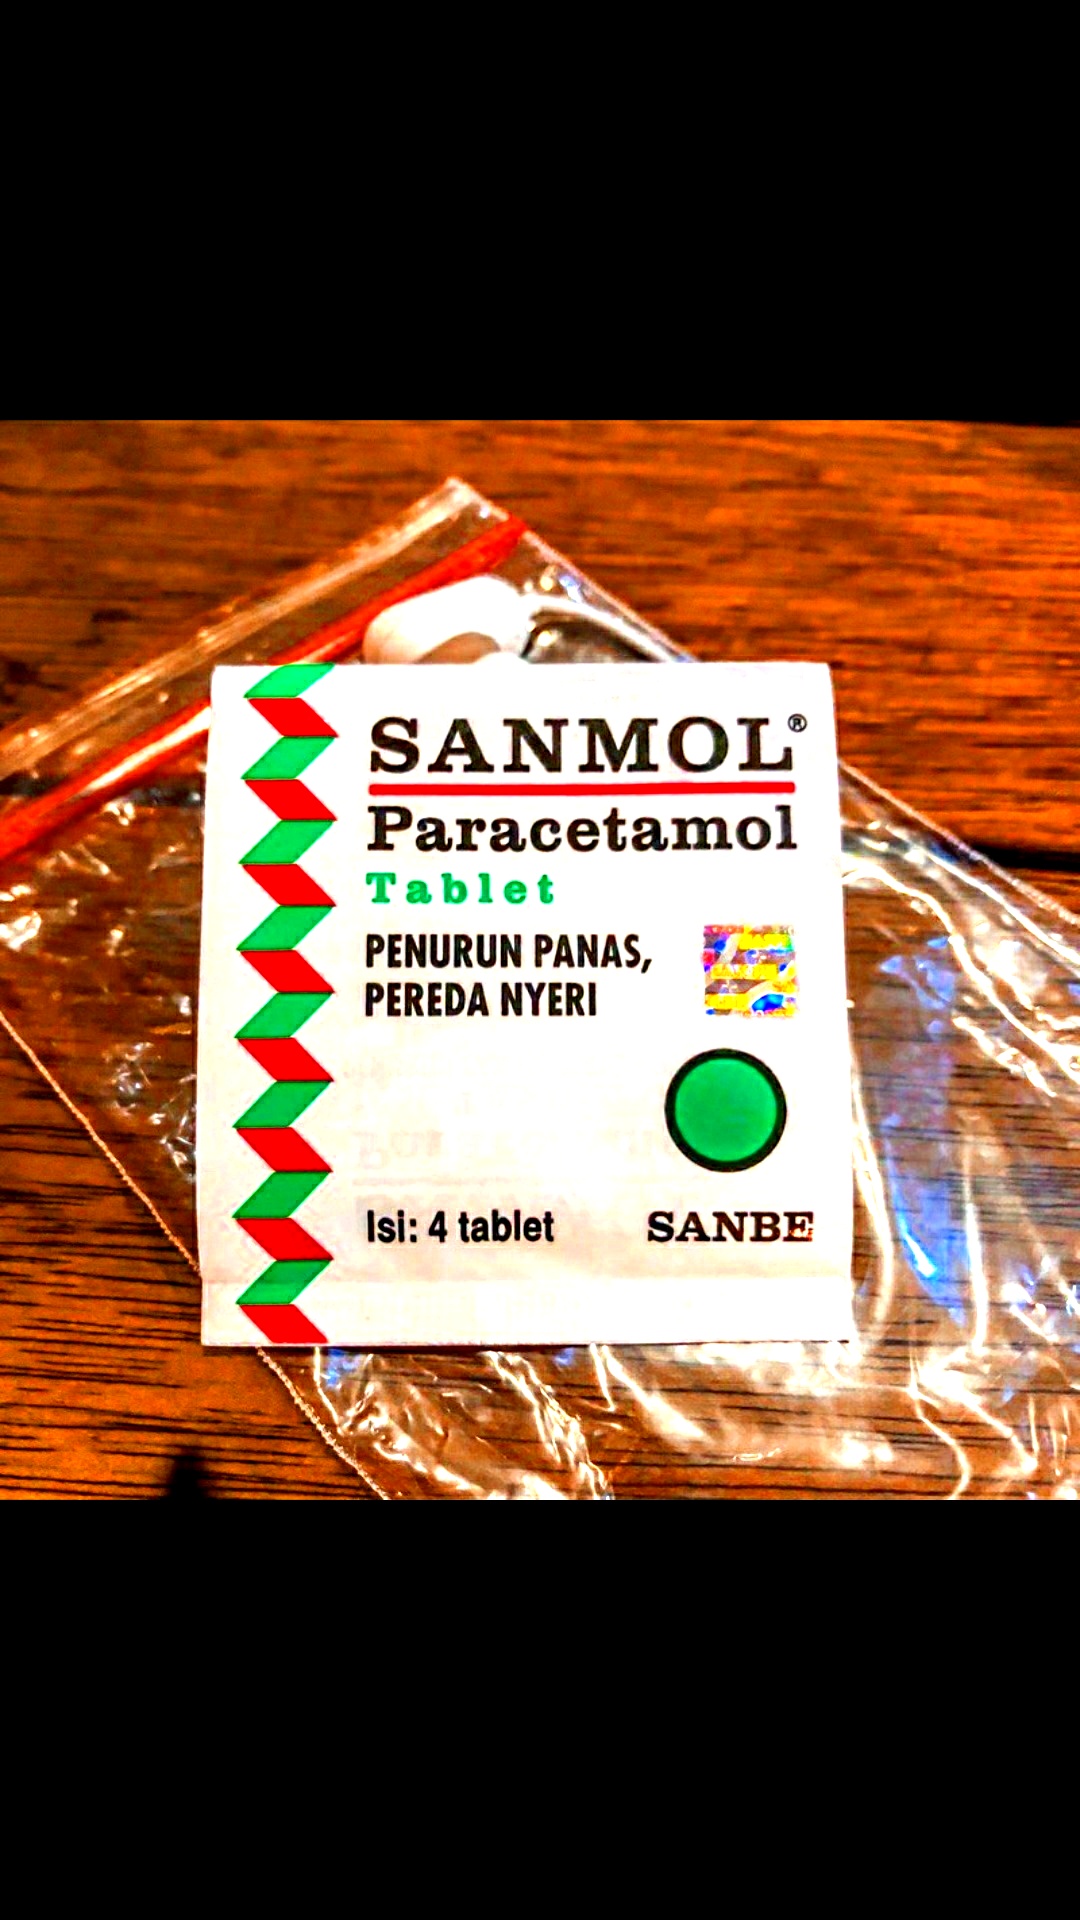 SANMOL®
Paracetamol
Tablet
PENURUN PANAS,
PEREDA NYERI
Isi: 4 tablet
SANBE